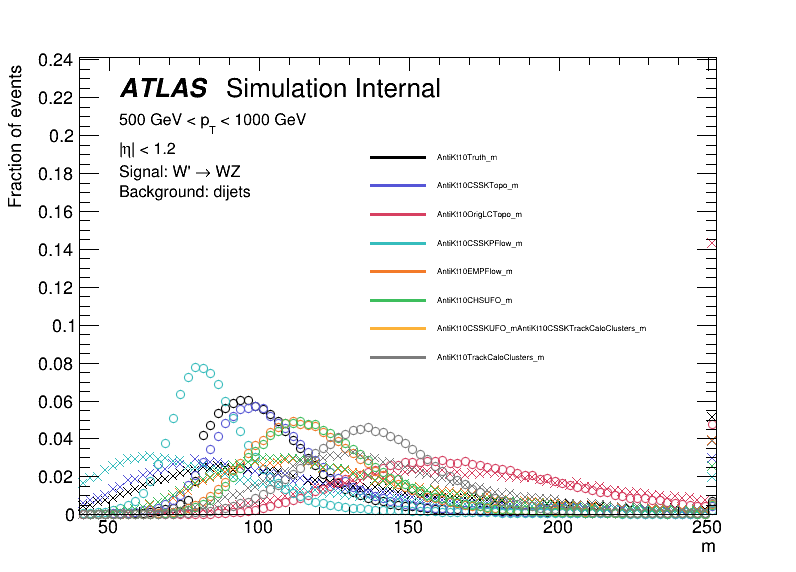 Fraction of events
0.24
0.22
0.2
0.18
0.16
0.14
0.12
0.1
0.08
0.06
0.04
0.02
0
ATLAS Simulation Internal
500 GeV < p_T < 1000 GeV
|η| < 1.2
Signal: W' → WZ
Background: dijets
AntiKt10Truth_m
AntiKt10CSSKTopo_m
AntiKt10OrigLCTopo_m
AntiKt10CSSKPFlow_m
AntiKt10EMPFlow_m
AntiKt10CHSUFO_m
AntiKt10CSSKUFO_mAntiKt10CSSKTrackCaloClusters_m
AntiKt10TrackCaloClusters_m
50 100 150 200 250
m